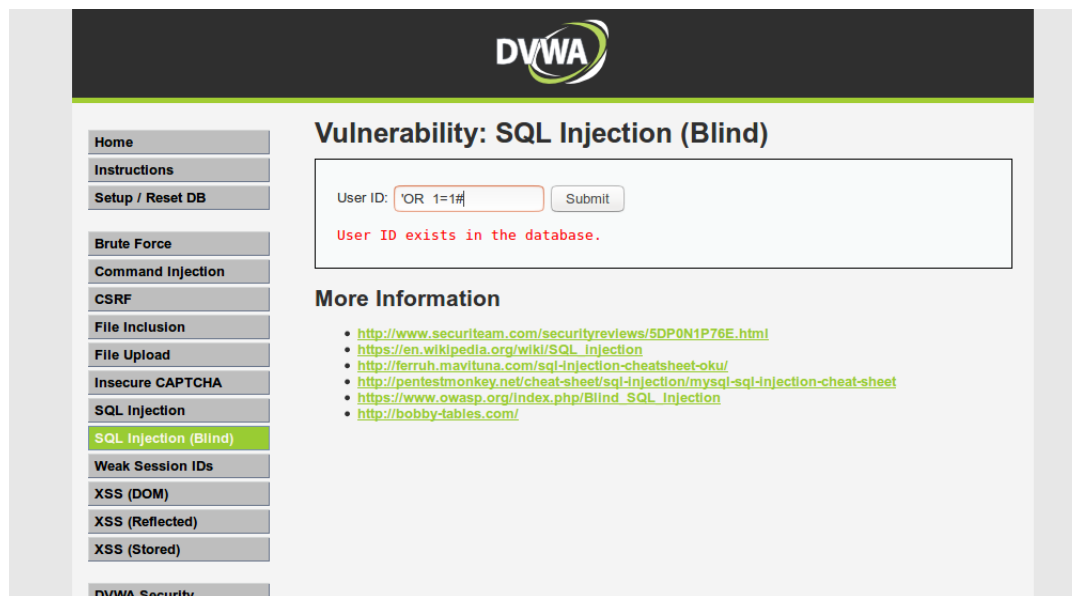 DVWA
Home
Instructions
Setup / Reset DB
Brute Force
Command Injection
CSRF
File Inclusion
File Upload
Insecure CAPTCHA
SQL Injection
SQL Injection (Blind)
Weak Session IDs
XSS (DOM)
XSS (Reflected)
XSS (Stored)
DVWA Security
Vulnerability: SQL Injection (Blind)
User ID: 'OR 1=1# Submit
User ID exists in the database.
More Information
http://www.securiteam.com/securityreviews/5DP0N1P76E.html
https://en.wikipedia.org/wiki/SQL_injection
http://ferruh.mavituna.com/sql-injection-cheatsheet-oku/
http://pentestmonkey.net/cheat-sheet/sql-injection/mysql-sql-injection-cheat-sheet
https://www.owasp.org/index.php/Blind_SQL_Injection
http://bobby-tables.com/